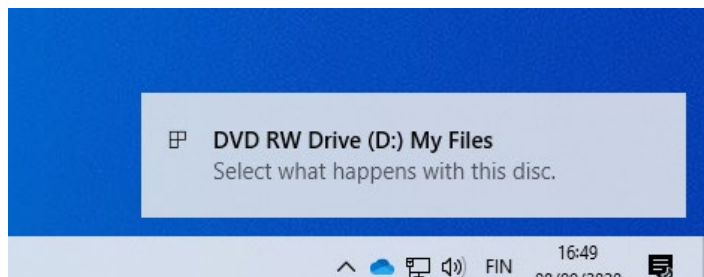 DVD RW Drive (D:) My Files
Select what happens with this disc.
FIN
16:49